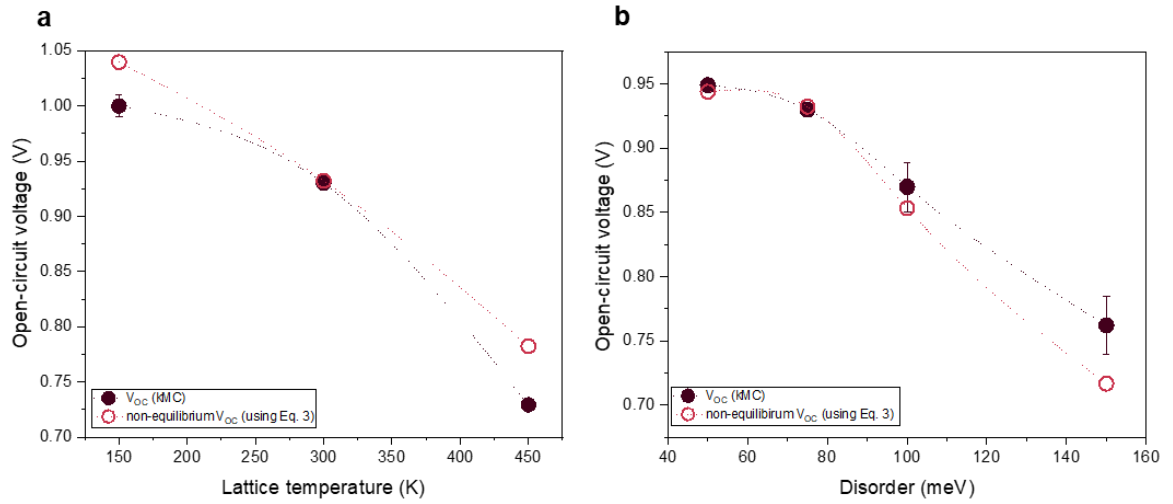 a
1.05
1.00
0.95
0.90
0.85
0.80
0.75
0.70
Open-circuit voltage (V)
V_OC (kMC)
non-equilibirum V_OC (using Eq. 3)
150 200 250 300 350 400 450
Lattice temperature (K)
b
0.95
0.90
0.85
0.80
0.75
0.70
Open-circuit voltage (V)
V_OC (kMC)
non-equilibirum V_OC (using Eq. 3)
40 60 80 100 120 140 160
Disorder (meV)